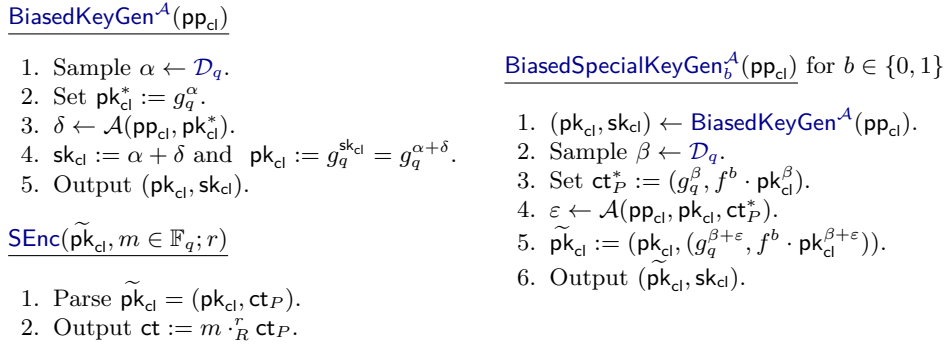 BiasedKeyGen^𝒜(pp_cl)
1. Sample α ← 𝒟_q.
2. Set pk*_cl := g_q^α.
3. δ ← 𝒜(pp_cl, pk*_cl).
4. sk_cl := α + δ and pk_cl := g_q^{sk_cl} = g_q^{α+δ}.
5. Output (pk_cl, sk_cl).
SEnc(p̃k_cl, m ∈ 𝔽_q; r)
1. Parse p̃k_cl = (pk_cl, ct_P).
2. Output ct := m ·_R^r ct_P.
BiasedSpecialKeyGen_b^𝒜(pp_cl) for b ∈ {0, 1}
1. (pk_cl, sk_cl) ← BiasedKeyGen^𝒜(pp_cl).
2. Sample β ← 𝒟_q.
3. Set ct*_P := (g_q^β, f^b · pk_cl^β).
4. ε ← 𝒜(pp_cl, pk_cl, ct*_P).
5. p̃k_cl := (pk_cl, (g_q^{β+ε}, f^b · pk_cl^{β+ε})).
6. Output (p̃k_cl, sk_cl).